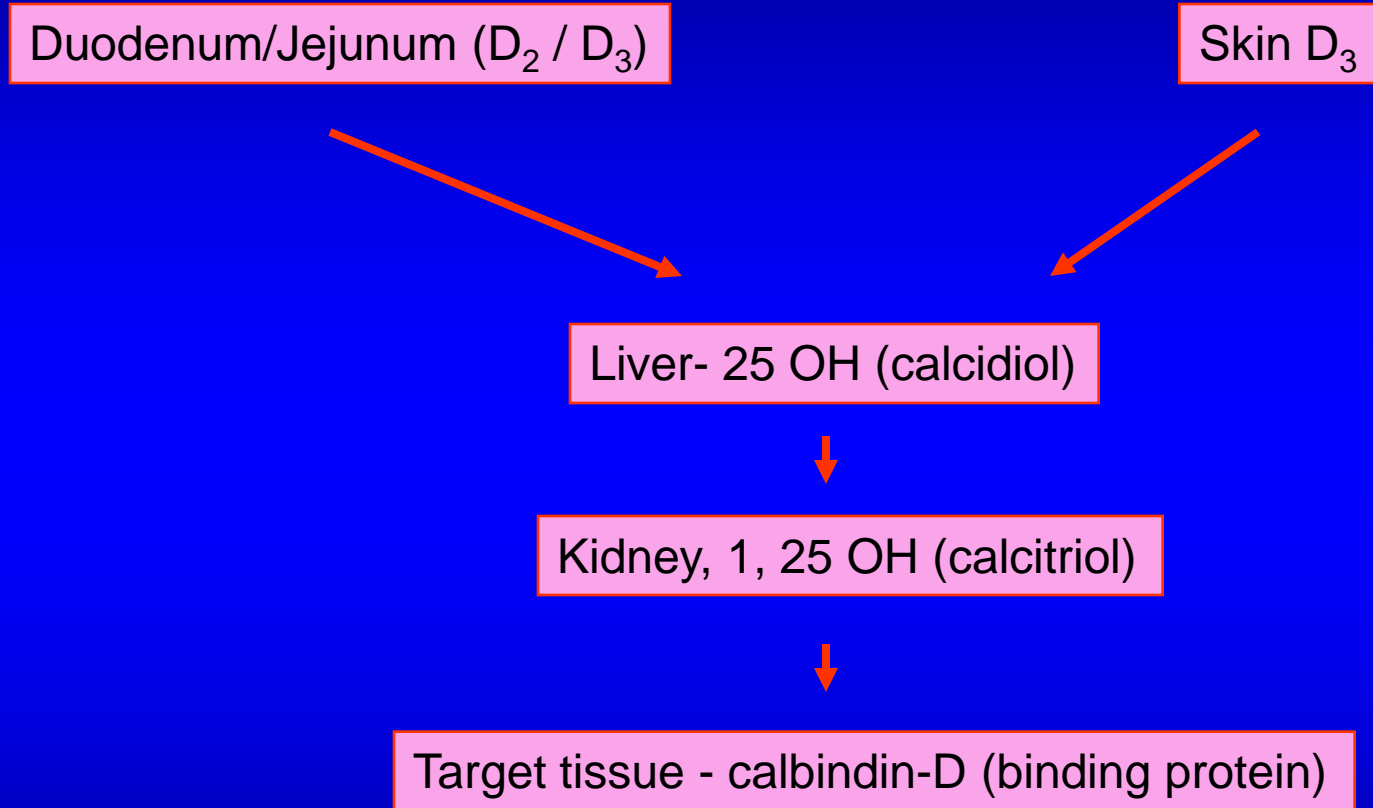 Duodenum/Jejunum (D₂ / D₃)
Skin D₃
Liver- 25 OH (calcidiol)
Kidney, 1, 25 OH (calcitriol)
Target tissue - calbindin-D (binding protein)